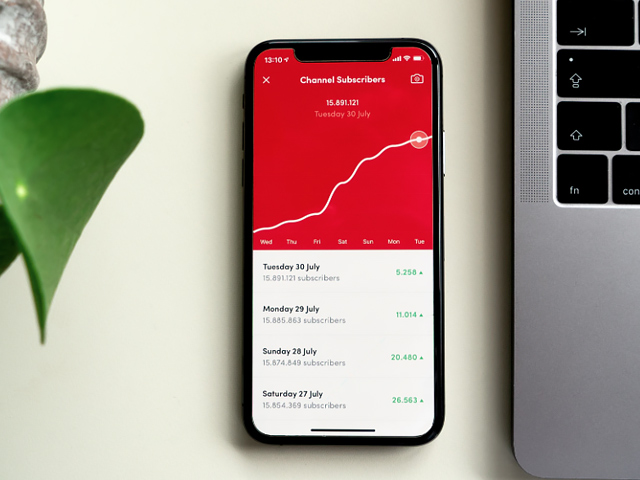 13:10
Channel Subscribers
15.891.121
Tuesday 30 July
Wed Thu Fri Sat Sun Mon Tue
Tuesday 30 July
15.891.121 subscribers
5.258
Monday 29 July
15.885.863 subscribers
11.014
Sunday 28 July
15.874.849 subscribers
20.480
Saturday 27 July
15.854.369 subscribers
26.563
fn
con